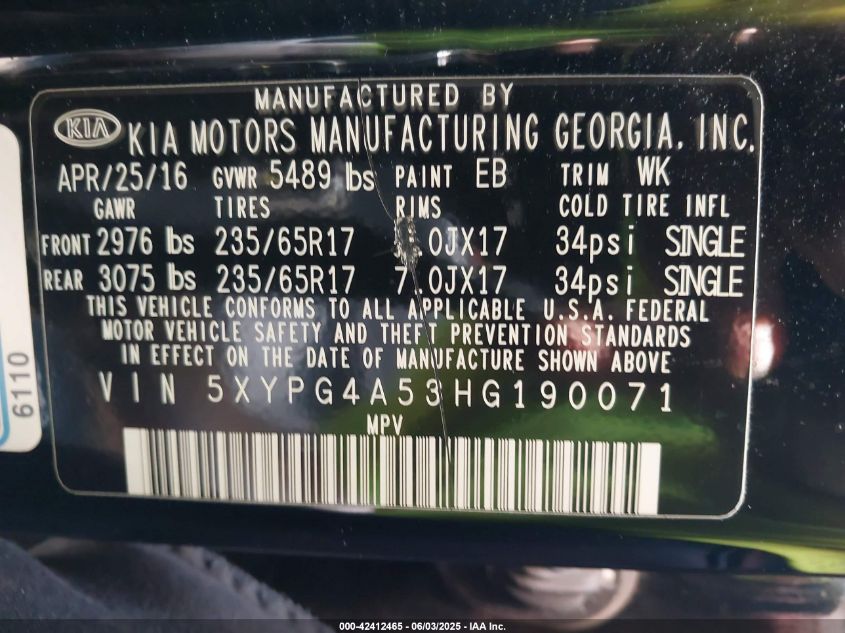 MANUFACTURED BY
KIA KIA MOTORS MANUFACTURING GEORGIA, INC.
APR/25/16 GVWR 5489 lbs PAINT EB TRIM WK
GAWR TIRES RIMS COLD TIRE INFL
FRONT 2976 lbs 235/65R17 .0JX17 34psi SINGLE
REAR 3075 lbs 235/65R17 7.0JX17 34psi SINGLE
THIS VEHICLE CONFORMS TO ALL APPLICABLE U.S.A. FEDERAL
MOTOR VEHICLE SAFETY AND THEFT PREVENTION STANDARDS
IN EFFECT ON THE DATE OF MANUFACTURE SHOWN ABOVE
VIN 5XYPG4A53HG190071
MPV
6110
000-42412465 - 06/03/2025 - IAA Inc.